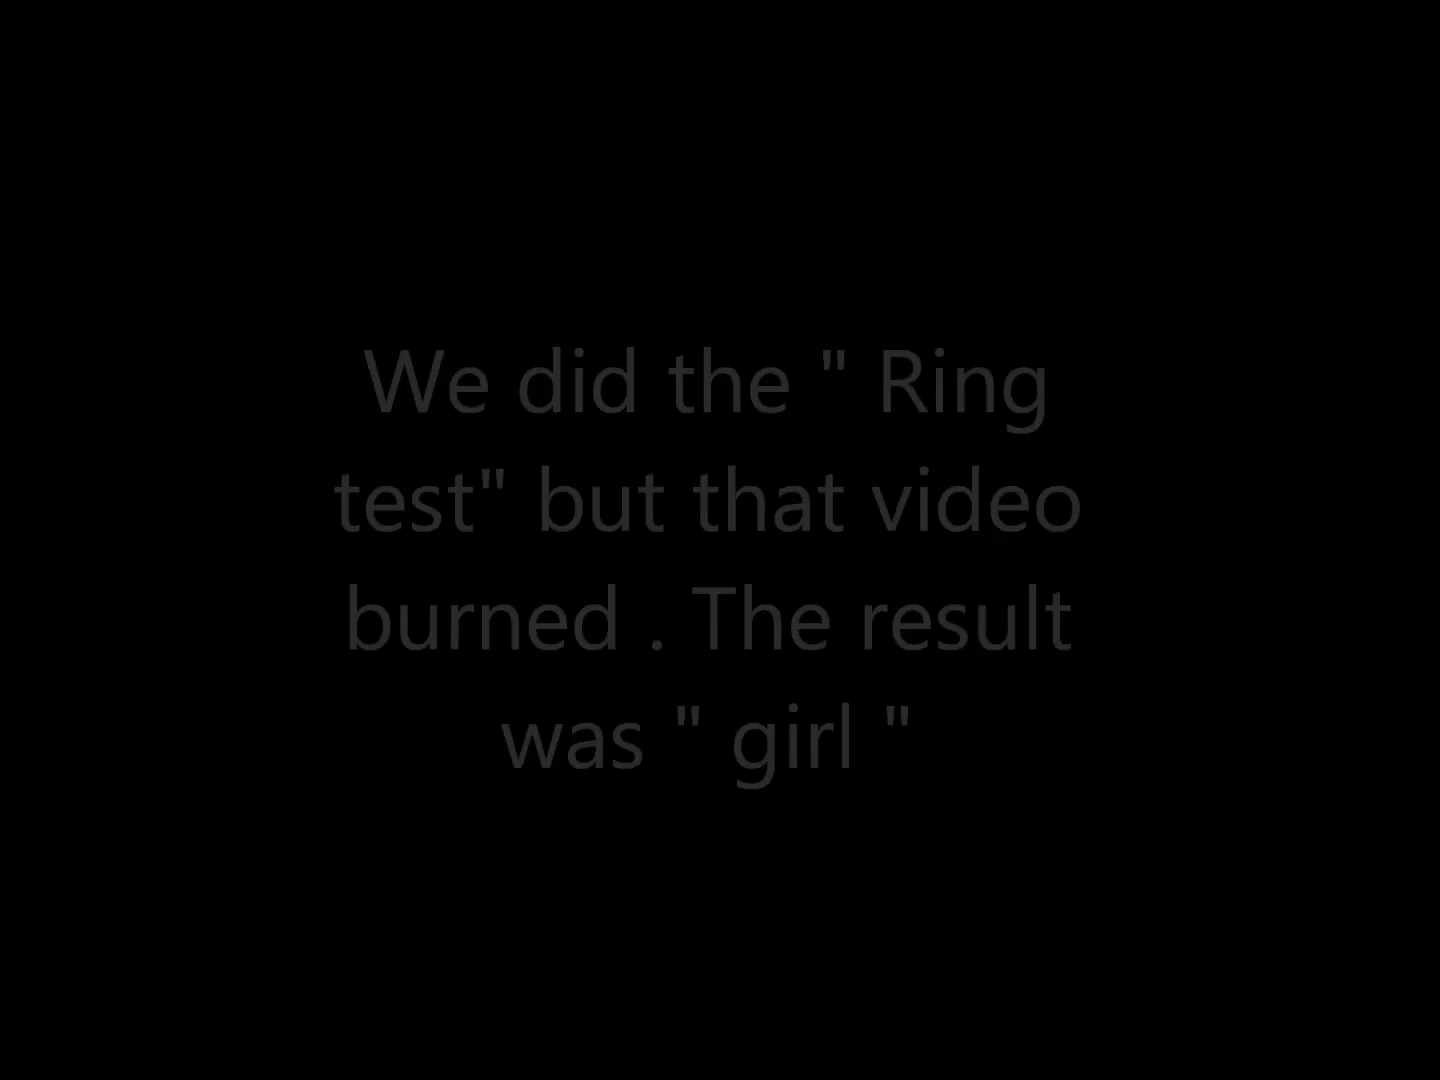 We did the " Ring
test" but that video
burned . The result
was " girl "